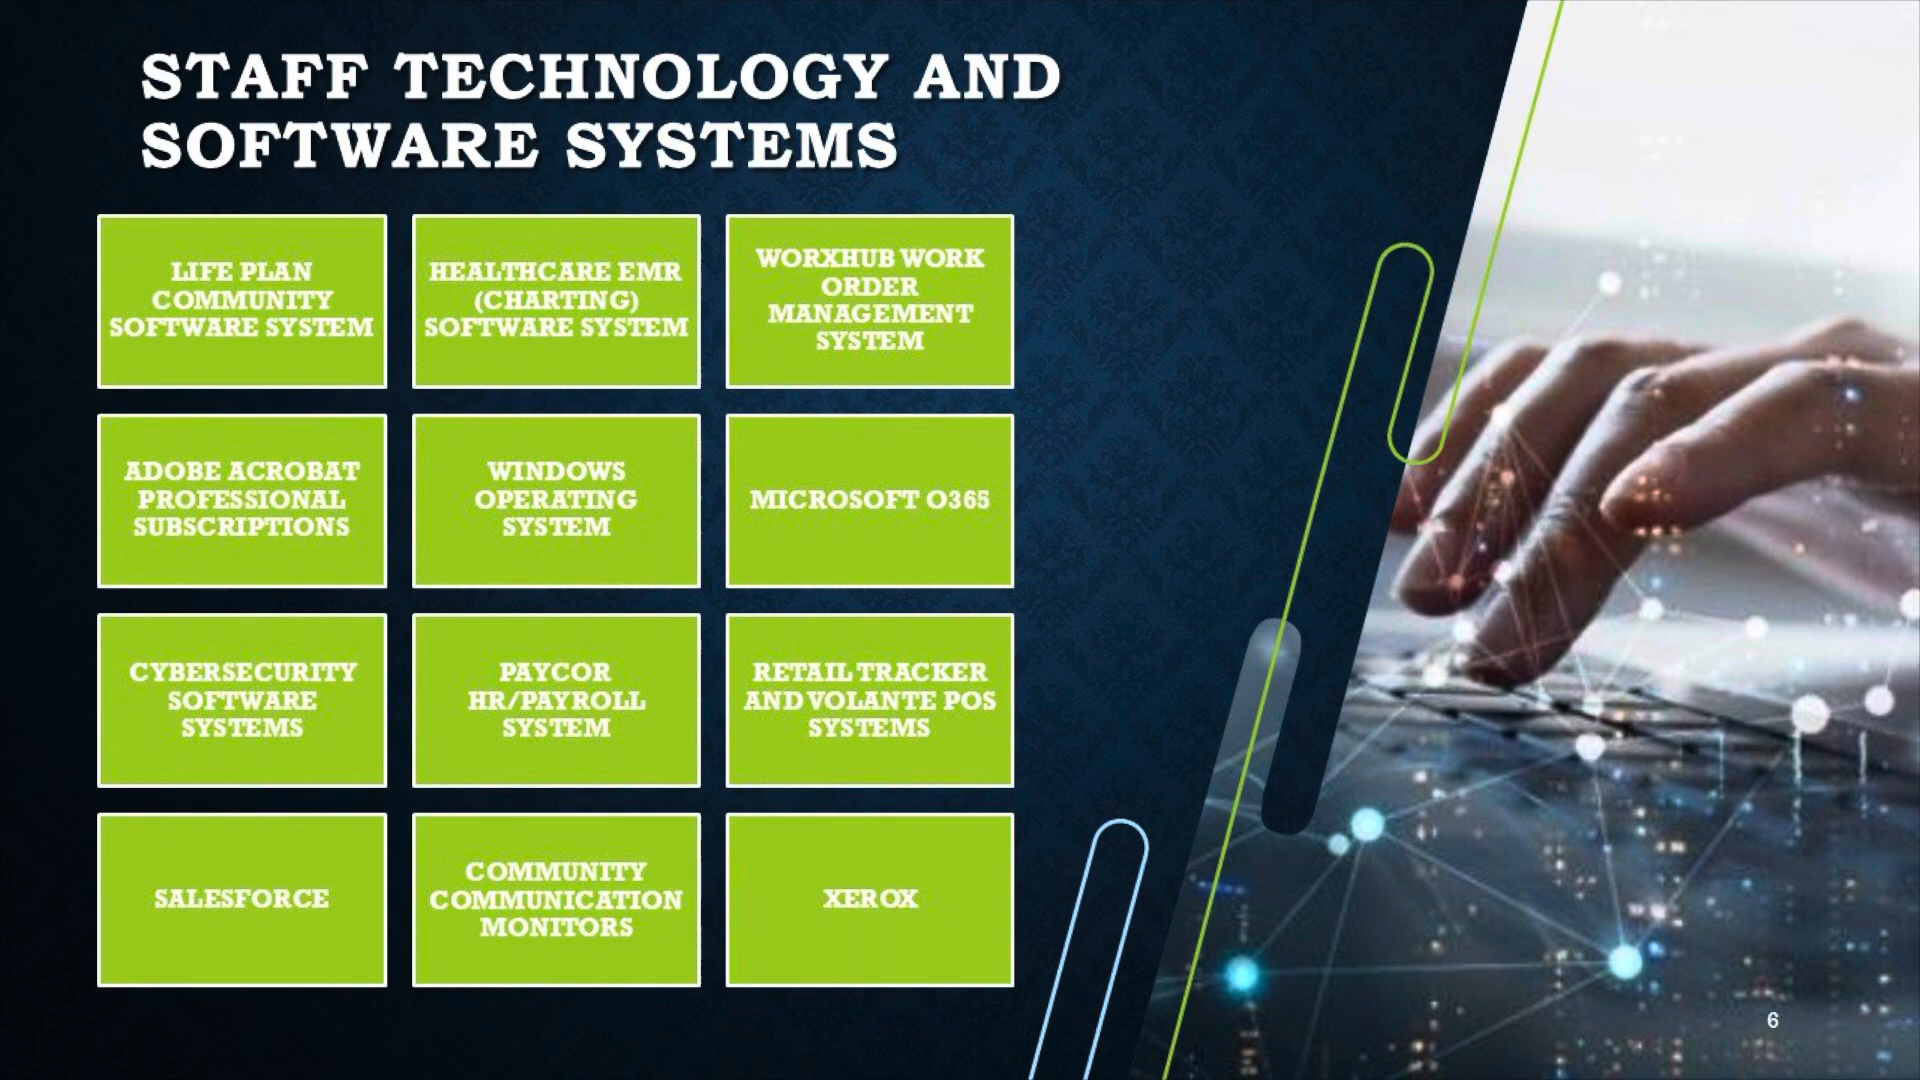 STAFF TECHNOLOGY AND
SOFTWARE SYSTEMS
LIFE PLAN
COMMUNITY
SOFTWARE SYSTEM
HEALTHCARE EMR
(CHARTING)
SOFTWARE SYSTEM
WORXHUB WORK
ORDER
MANAGEMENT
SYSTEM
ADOBE ACROBAT
PROFESSIONAL
SUBSCRIPTIONS
WINDOWS
OPERATING
SYSTEM
MICROSOFT O365
CYBERSECURITY
SOFTWARE
SYSTEMS
PAYCOR
HR/PAYROLL
SYSTEM
RETAIL TRACKER
AND VOLANTE POS
SYSTEMS
SALESFORCE
COMMUNITY
COMMUNICATION
MONITORS
XEROX
6